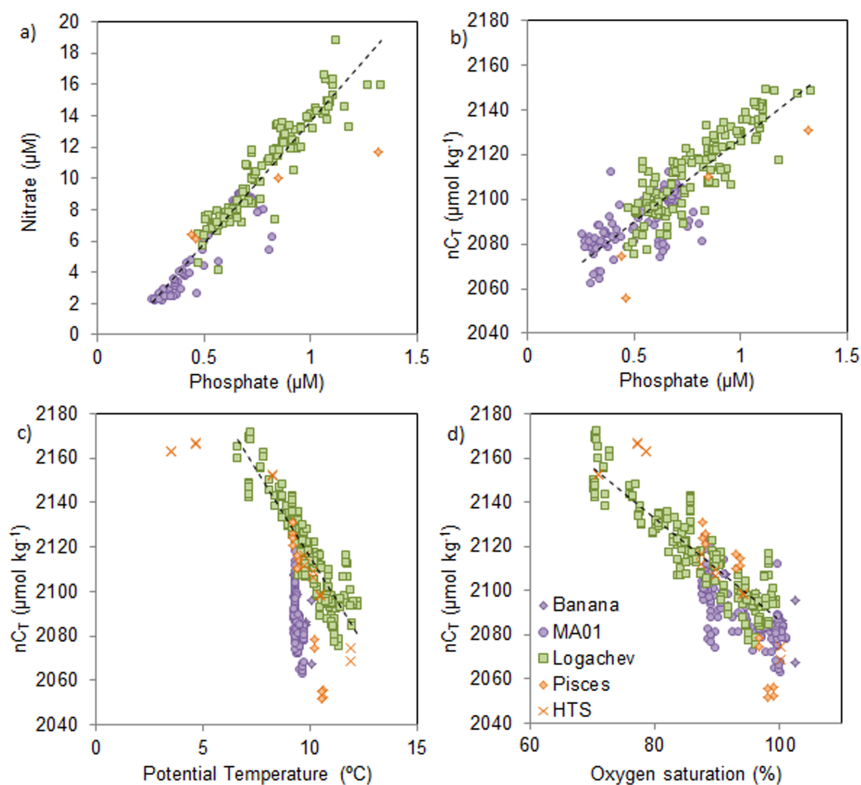 a)
Nitrate (µM)
20
18
16
14
12
10
8
6
4
2
0
0 0.5 1 1.5
Phosphate (µM)
b)
nCT (µmol kg-1)
2180
2160
2140
2120
2100
2080
2060
2040
0 0.5 1 1.5
Phosphate (µM)
c)
nCT (µmol kg-1)
2180
2160
2140
2120
2100
2080
2060
2040
0 5 10 15
Potential Temperature (ºC)
d)
nCT (µmol kg-1)
2180
2160
2140
2120
2100
2080
2060
2040
60 80 100
Oxygen saturation (%)
Banana
MA01
Logachev
Pisces
HTS